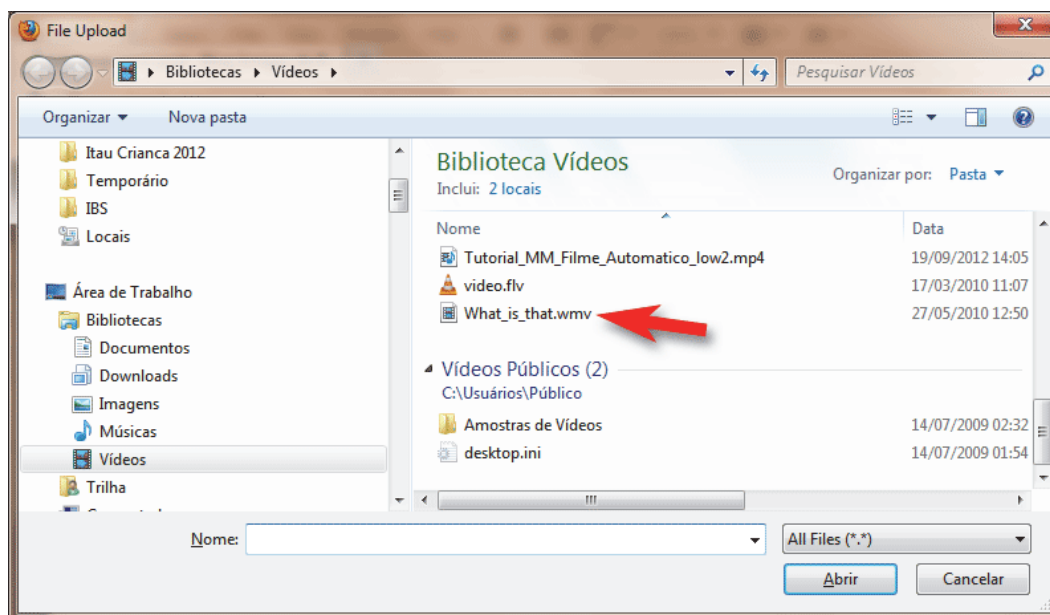 File Upload
Bibliotecas Vídeos
Pesquisar Vídeos
Organizar Nova pasta
Itau Crianca 2012
Temporário
IBS
Locais
Área de Trabalho
Bibliotecas
Documentos
Downloads
Imagens
Músicas
Vídeos
Trilha
Biblioteca Vídeos
Inclui: 2 locais
Organizar por: Pasta
Nome Data
Tutorial_MM_Filme_Automatico_low2.mp4 19/09/2012 14:05
video.flv 17/03/2010 11:07
What_is_that.wmv 27/05/2010 12:50
Vídeos Públicos (2)
C:\Usuários\Público
Amostras de Vídeos 14/07/2009 02:32
desktop.ini 14/07/2009 01:54
Nome:
All Files (*.*)
Abrir Cancelar